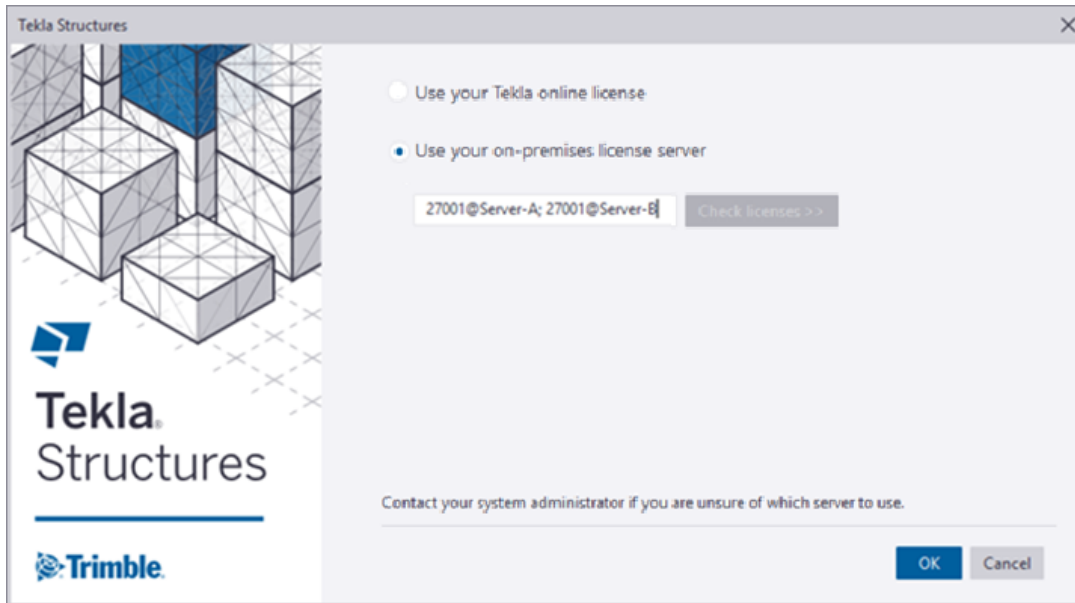 Tekla Structures
Use your Tekla online license
Use your on-premises license server
27001@Server-A; 27001@Server-B
Check licenses >>
Tekla®
Structures
Contact your system administrator if you are unsure of which server to use.
Trimble.
OK
Cancel